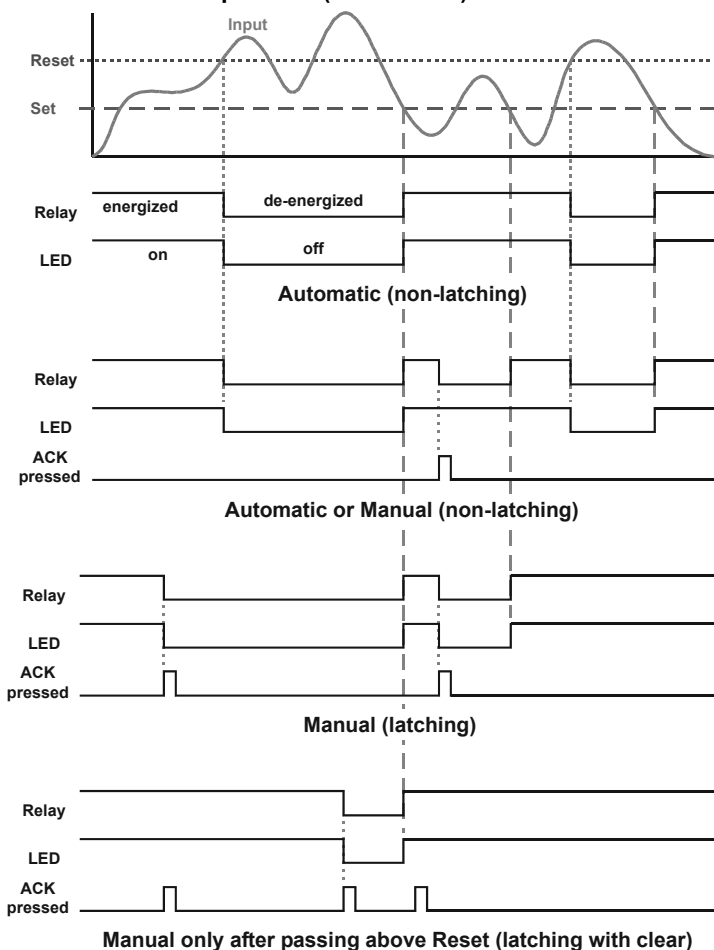 Input
Reset
Set
Relay
energized
de-energized
LED
on
off
Automatic (non-latching)
Relay
LED
ACK
pressed
Automatic or Manual (non-latching)
Relay
LED
ACK
pressed
Manual (latching)
Relay
LED
ACK
pressed
Manual only after passing above Reset (latching with clear)